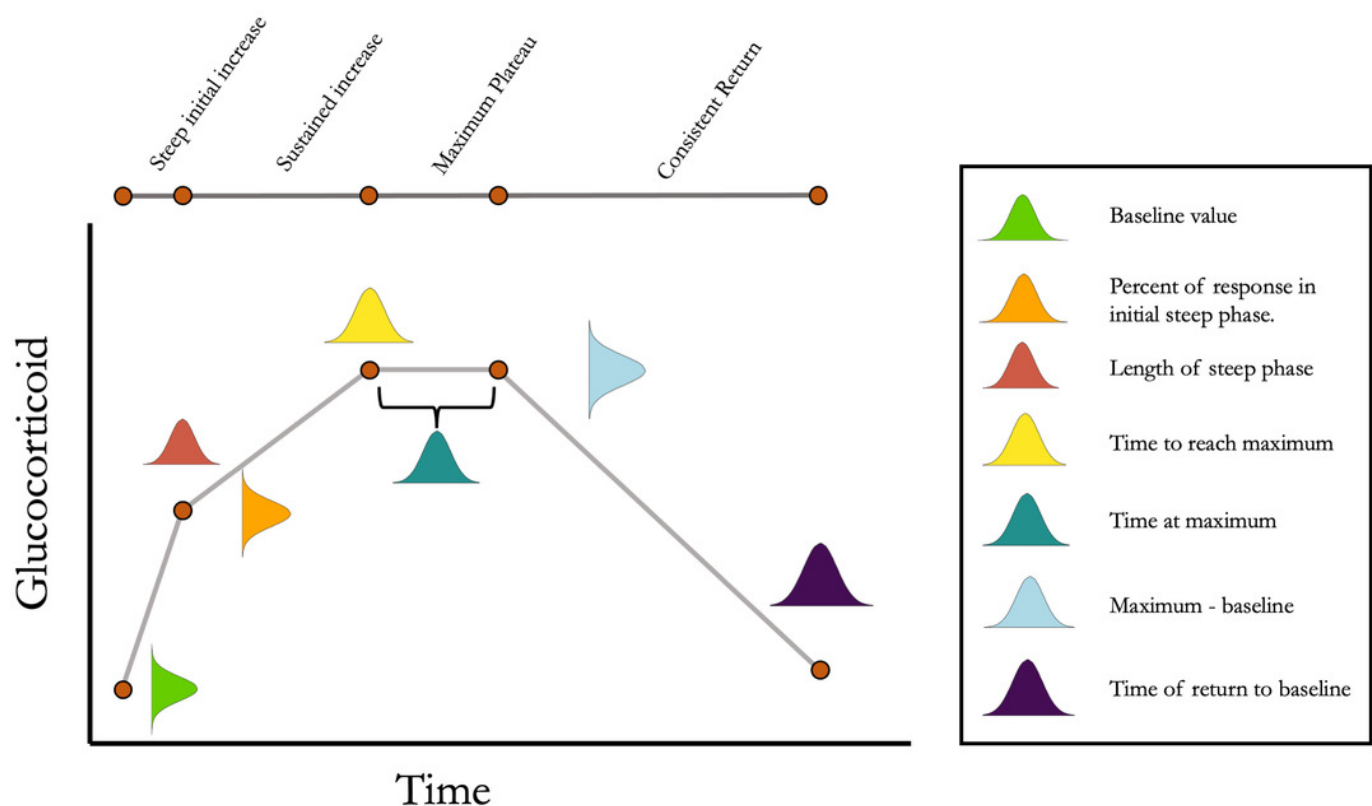 Steep initial increase
Sustained increase
Maximum Plateau
Consistent Return
Glucocorticoid
Time
Baseline value
Percent of response in
initial steep phase.
Length of steep phase
Time to reach maximum
Time at maximum
Maximum - baseline
Time of return to baseline